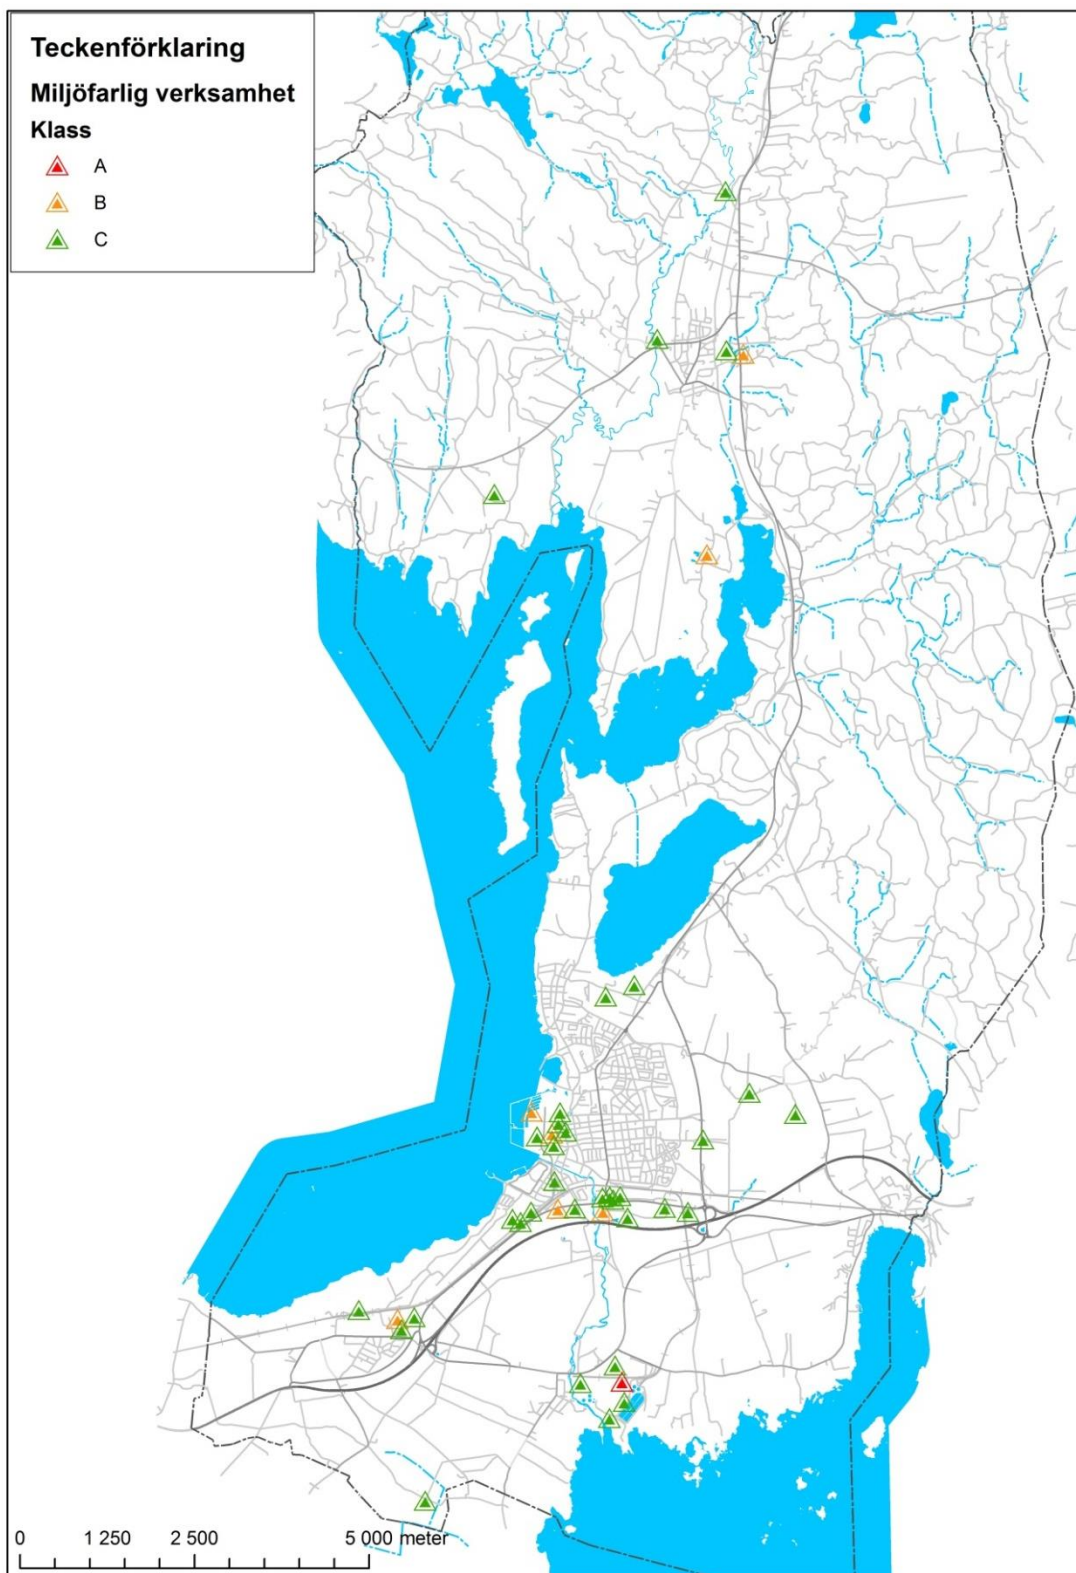 Teckenförklaring
Miljöfarlig verksamhet
Klass
A
B
C
0 1 250 2 500 5 000 meter